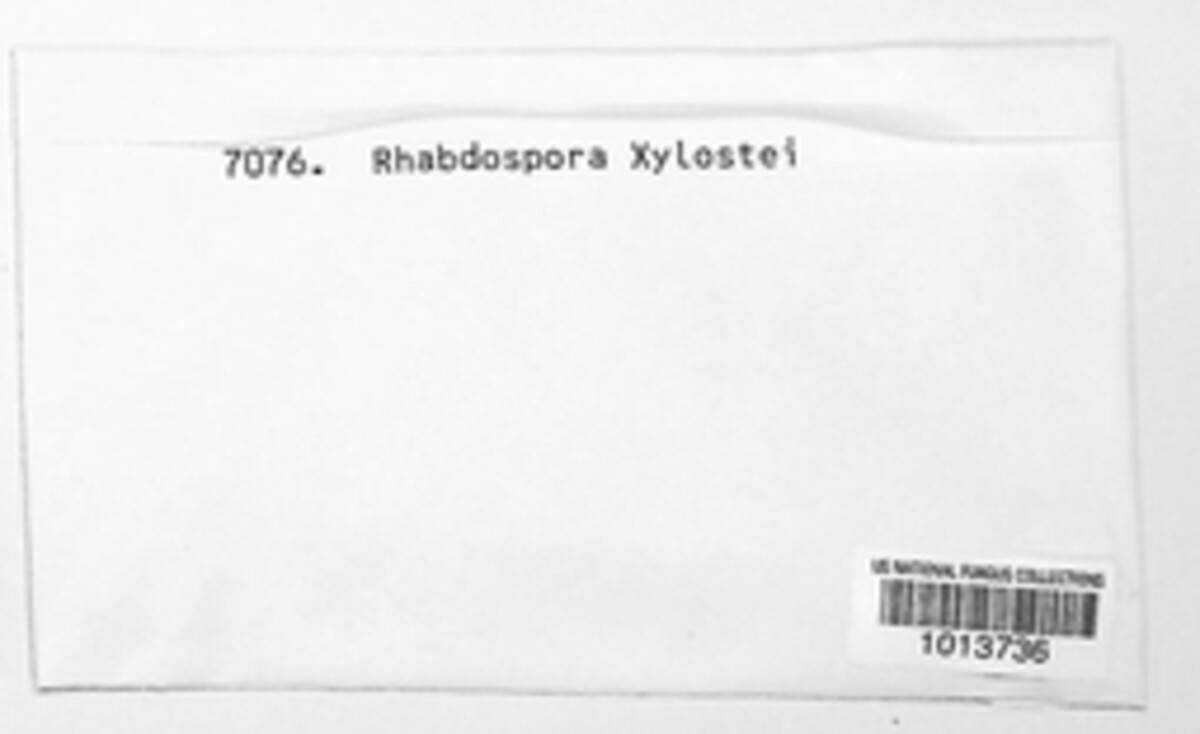 7076. Rhabdospora Xylostei
US NATIONAL FUNGUS COLLECTIONS
1013736